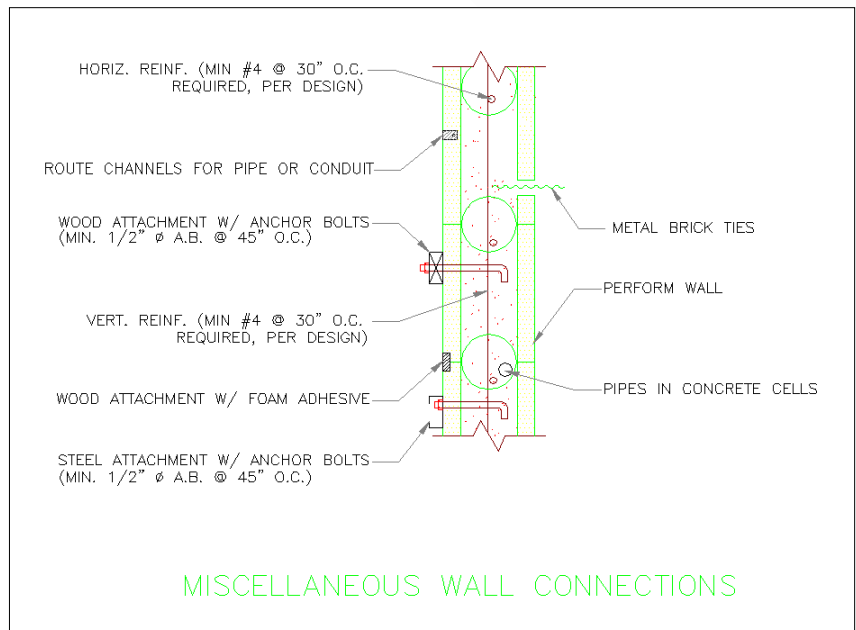 HORIZ. REINF. (MIN #4 @ 30" O.C.
REQUIRED, PER DESIGN)
ROUTE CHANNELS FOR PIPE OR CONDUIT
WOOD ATTACHMENT W/ ANCHOR BOLTS
(MIN. 1/2" ø A.B. @ 45" O.C.)
METAL BRICK TIES
PERFORM WALL
VERT. REINF. (MIN #4 @ 30" O.C.
REQUIRED, PER DESIGN)
PIPES IN CONCRETE CELLS
WOOD ATTACHMENT W/ FOAM ADHESIVE
STEEL ATTACHMENT W/ ANCHOR BOLTS
(MIN. 1/2" ø A.B. @ 45" O.C.)
MISCELLANEOUS WALL CONNECTIONS